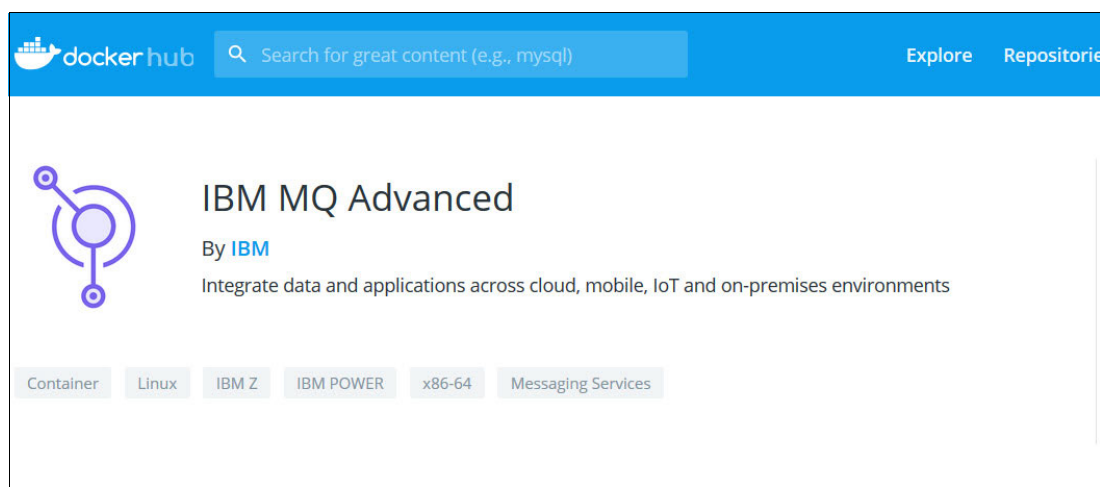 docker hub Search for great content (e.g., mysql) Explore Repositorie
IBM MQ Advanced
By IBM
Integrate data and applications across cloud, mobile, IoT and on-premises environments
Container Linux IBM Z IBM POWER x86-64 Messaging Services